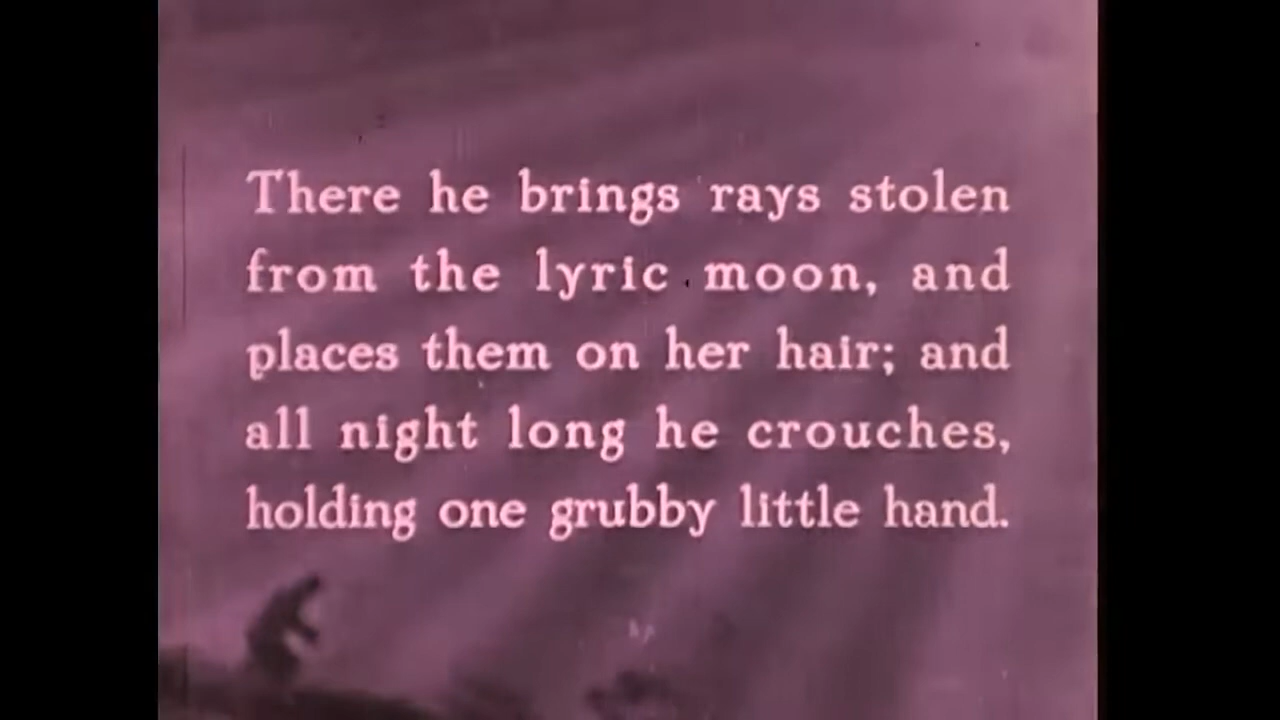 There he brings rays stolen
from the lyric moon, and
places them on her hair; and
all night long he crouches,
holding one grubby little hand.